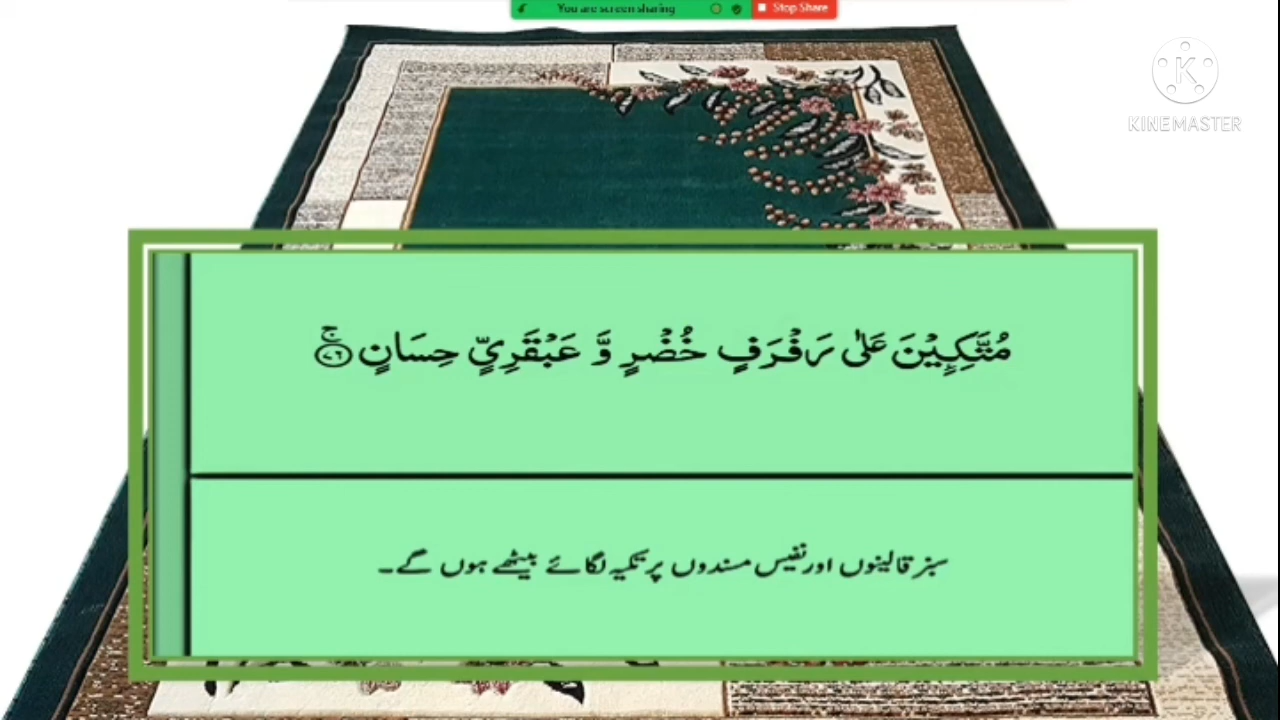 You are screen sharing
Stop Share
K
KINEMASTER
مُتَّكِـِٕیْنَ عَلٰی رَفْرَفٍ خُضْرٍ وَّ عَبْقَرِیٍّ حِسَانٍ ۚ﴿۷۶﴾
سبز قالینوں اور نفیس مسندوں پر تکیہ لگائے بیٹھے ہوں گے۔